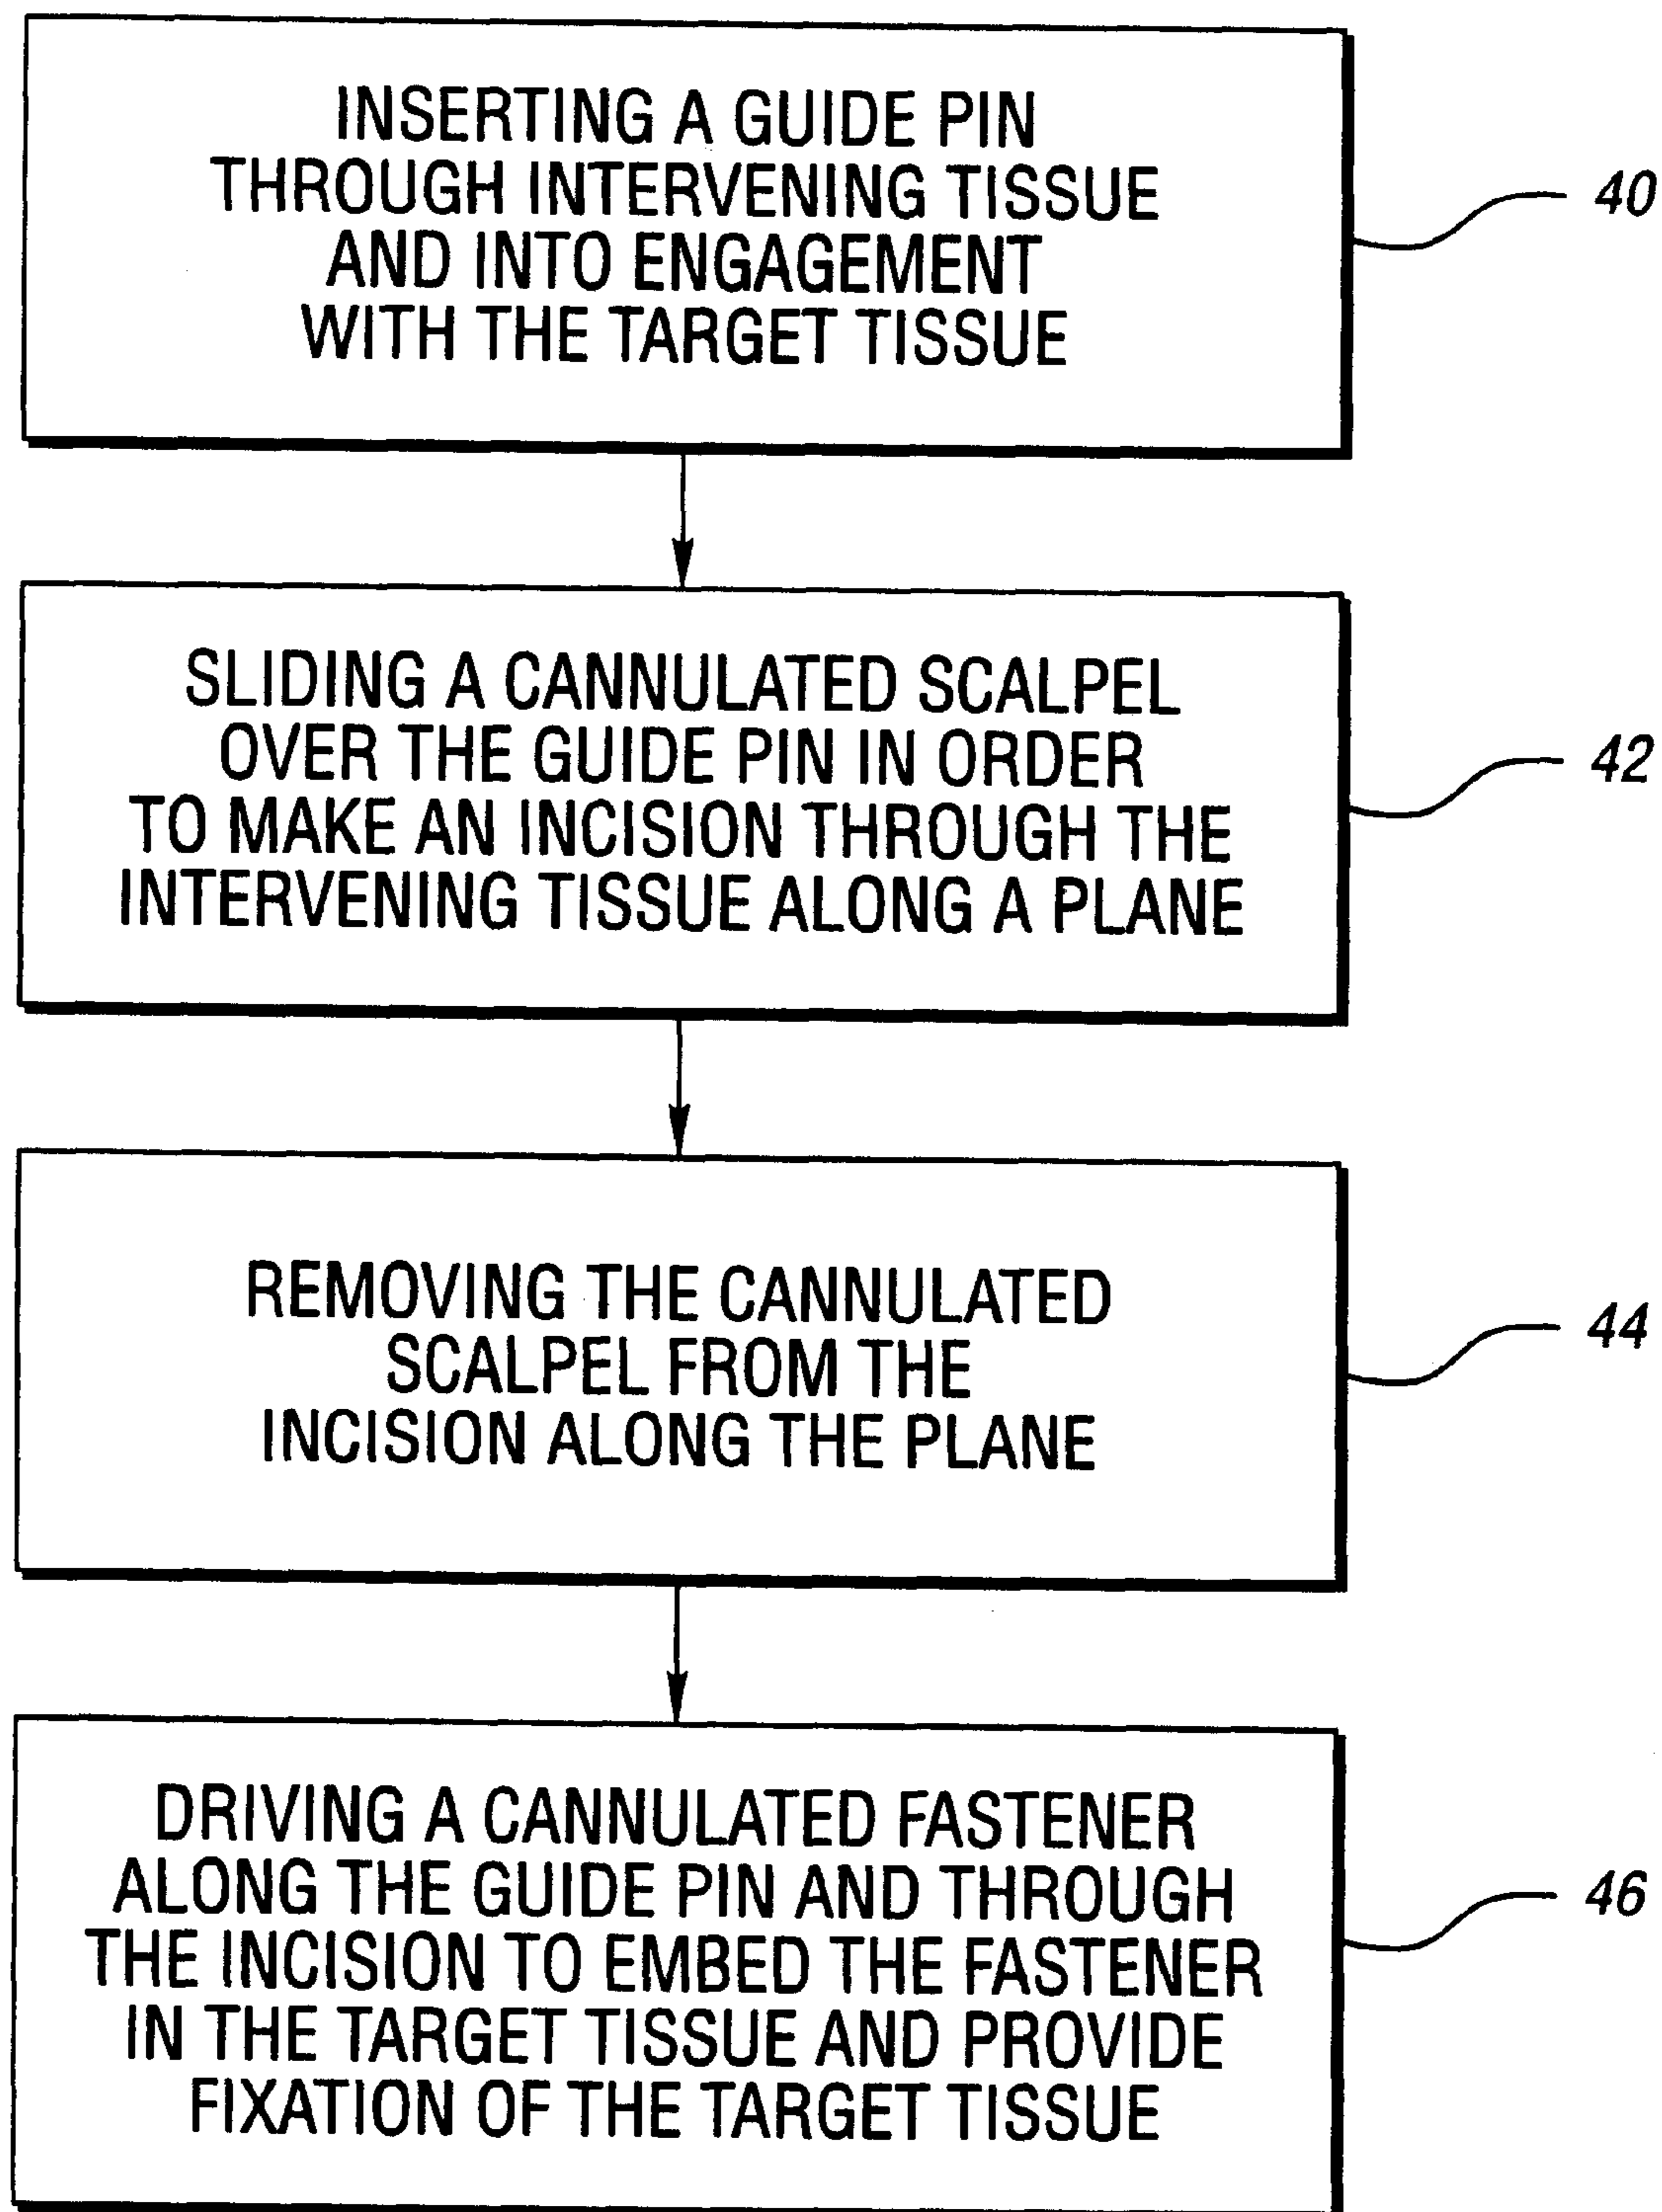 INSERTING A GUIDE PIN
THROUGH INTERVENING TISSUE
AND INTO ENGAGEMENT
WITH THE TARGET TISSUE
40
SLIDING A CANNULATED SCALPEL
OVER THE GUIDE PIN IN ORDER
TO MAKE AN INCISION THROUGH THE
INTERVENING TISSUE ALONG A PLANE
42
REMOVING THE CANNULATED
SCALPEL FROM THE
INCISION ALONG THE PLANE
44
DRIVING A CANNULATED FASTENER
ALONG THE GUIDE PIN AND THROUGH
THE INCISION TO EMBED THE FASTENER
IN THE TARGET TISSUE AND PROVIDE
FIXATION OF THE TARGET TISSUE
46